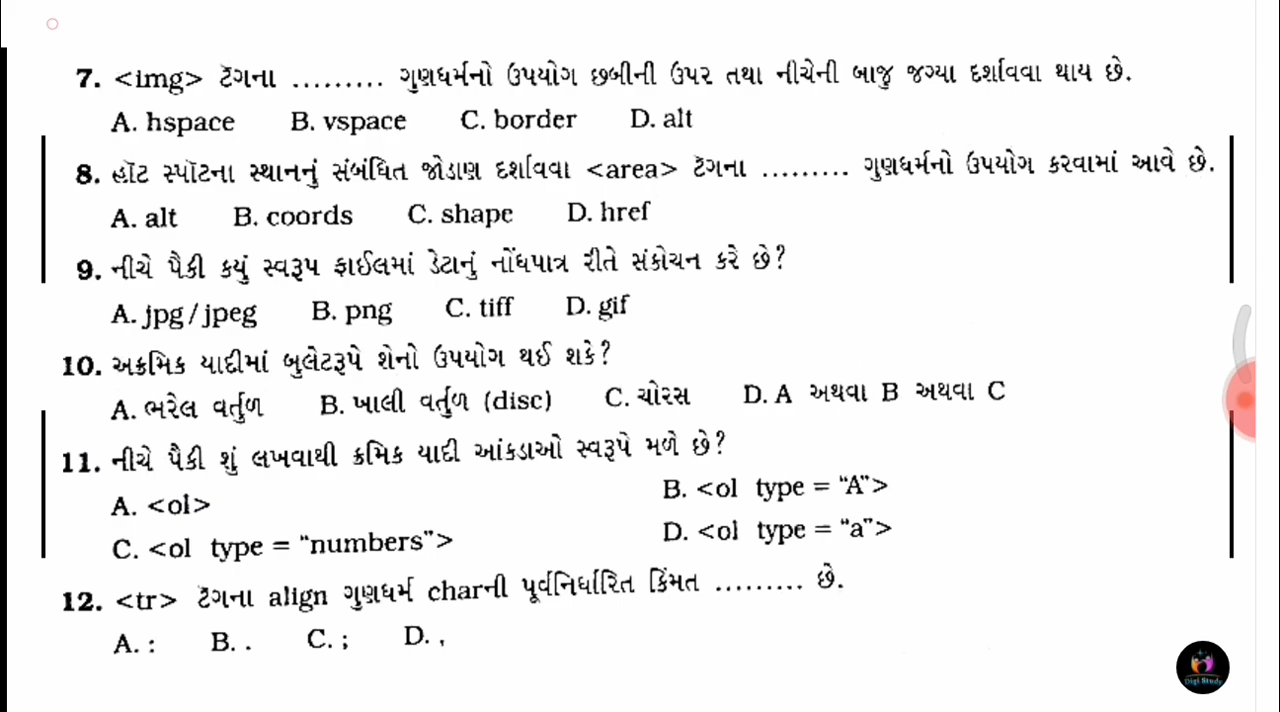 7. <img> ટૅગના ......... ગુણધર્મનો ઉપયોગ છબીની ઉપર તથા નીચેની બાજુ જગ્યા દર્શાવવા થાય છે.
A. hspace B. vspace C. border D. alt
8. હૉટ સ્પૉટના સ્થાનનું સંબંધિત જોડાણ દર્શાવવા <area> ટૅગના ......... ગુણધર્મનો ઉપયોગ કરવામાં આવે છે.
A. alt B. coords C. shape D. href
9. નીચે પૈકી કયું સ્વરૂપ ફાઈલમાં ડેટાનું નોંધપાત્ર રીતે સંકોચન કરે છે?
A. jpg/jpeg B. png C. tiff D. gif
10. અક્રમિક યાદીમાં બુલેટરૂપે શેનો ઉપયોગ થઈ શકે?
A. ભરેલ વર્તુળ B. ખાલી વર્તુળ (disc) C. ચોરસ D. A અથવા B અથવા C
11. નીચે પૈકી શું લખવાથી ક્રમિક યાદી આંકડાઓ સ્વરૂપે મળે છે?
A. <ol> B. <ol type = “A”>
C. <ol type = “numbers”> D. <ol type = “a”>
12. <tr> ટૅગના align ગુણધર્મ charની પૂર્વનિર્ધારિત કિંમત ......... છે.
A. : B. . C. ; D. ,
Digi Study